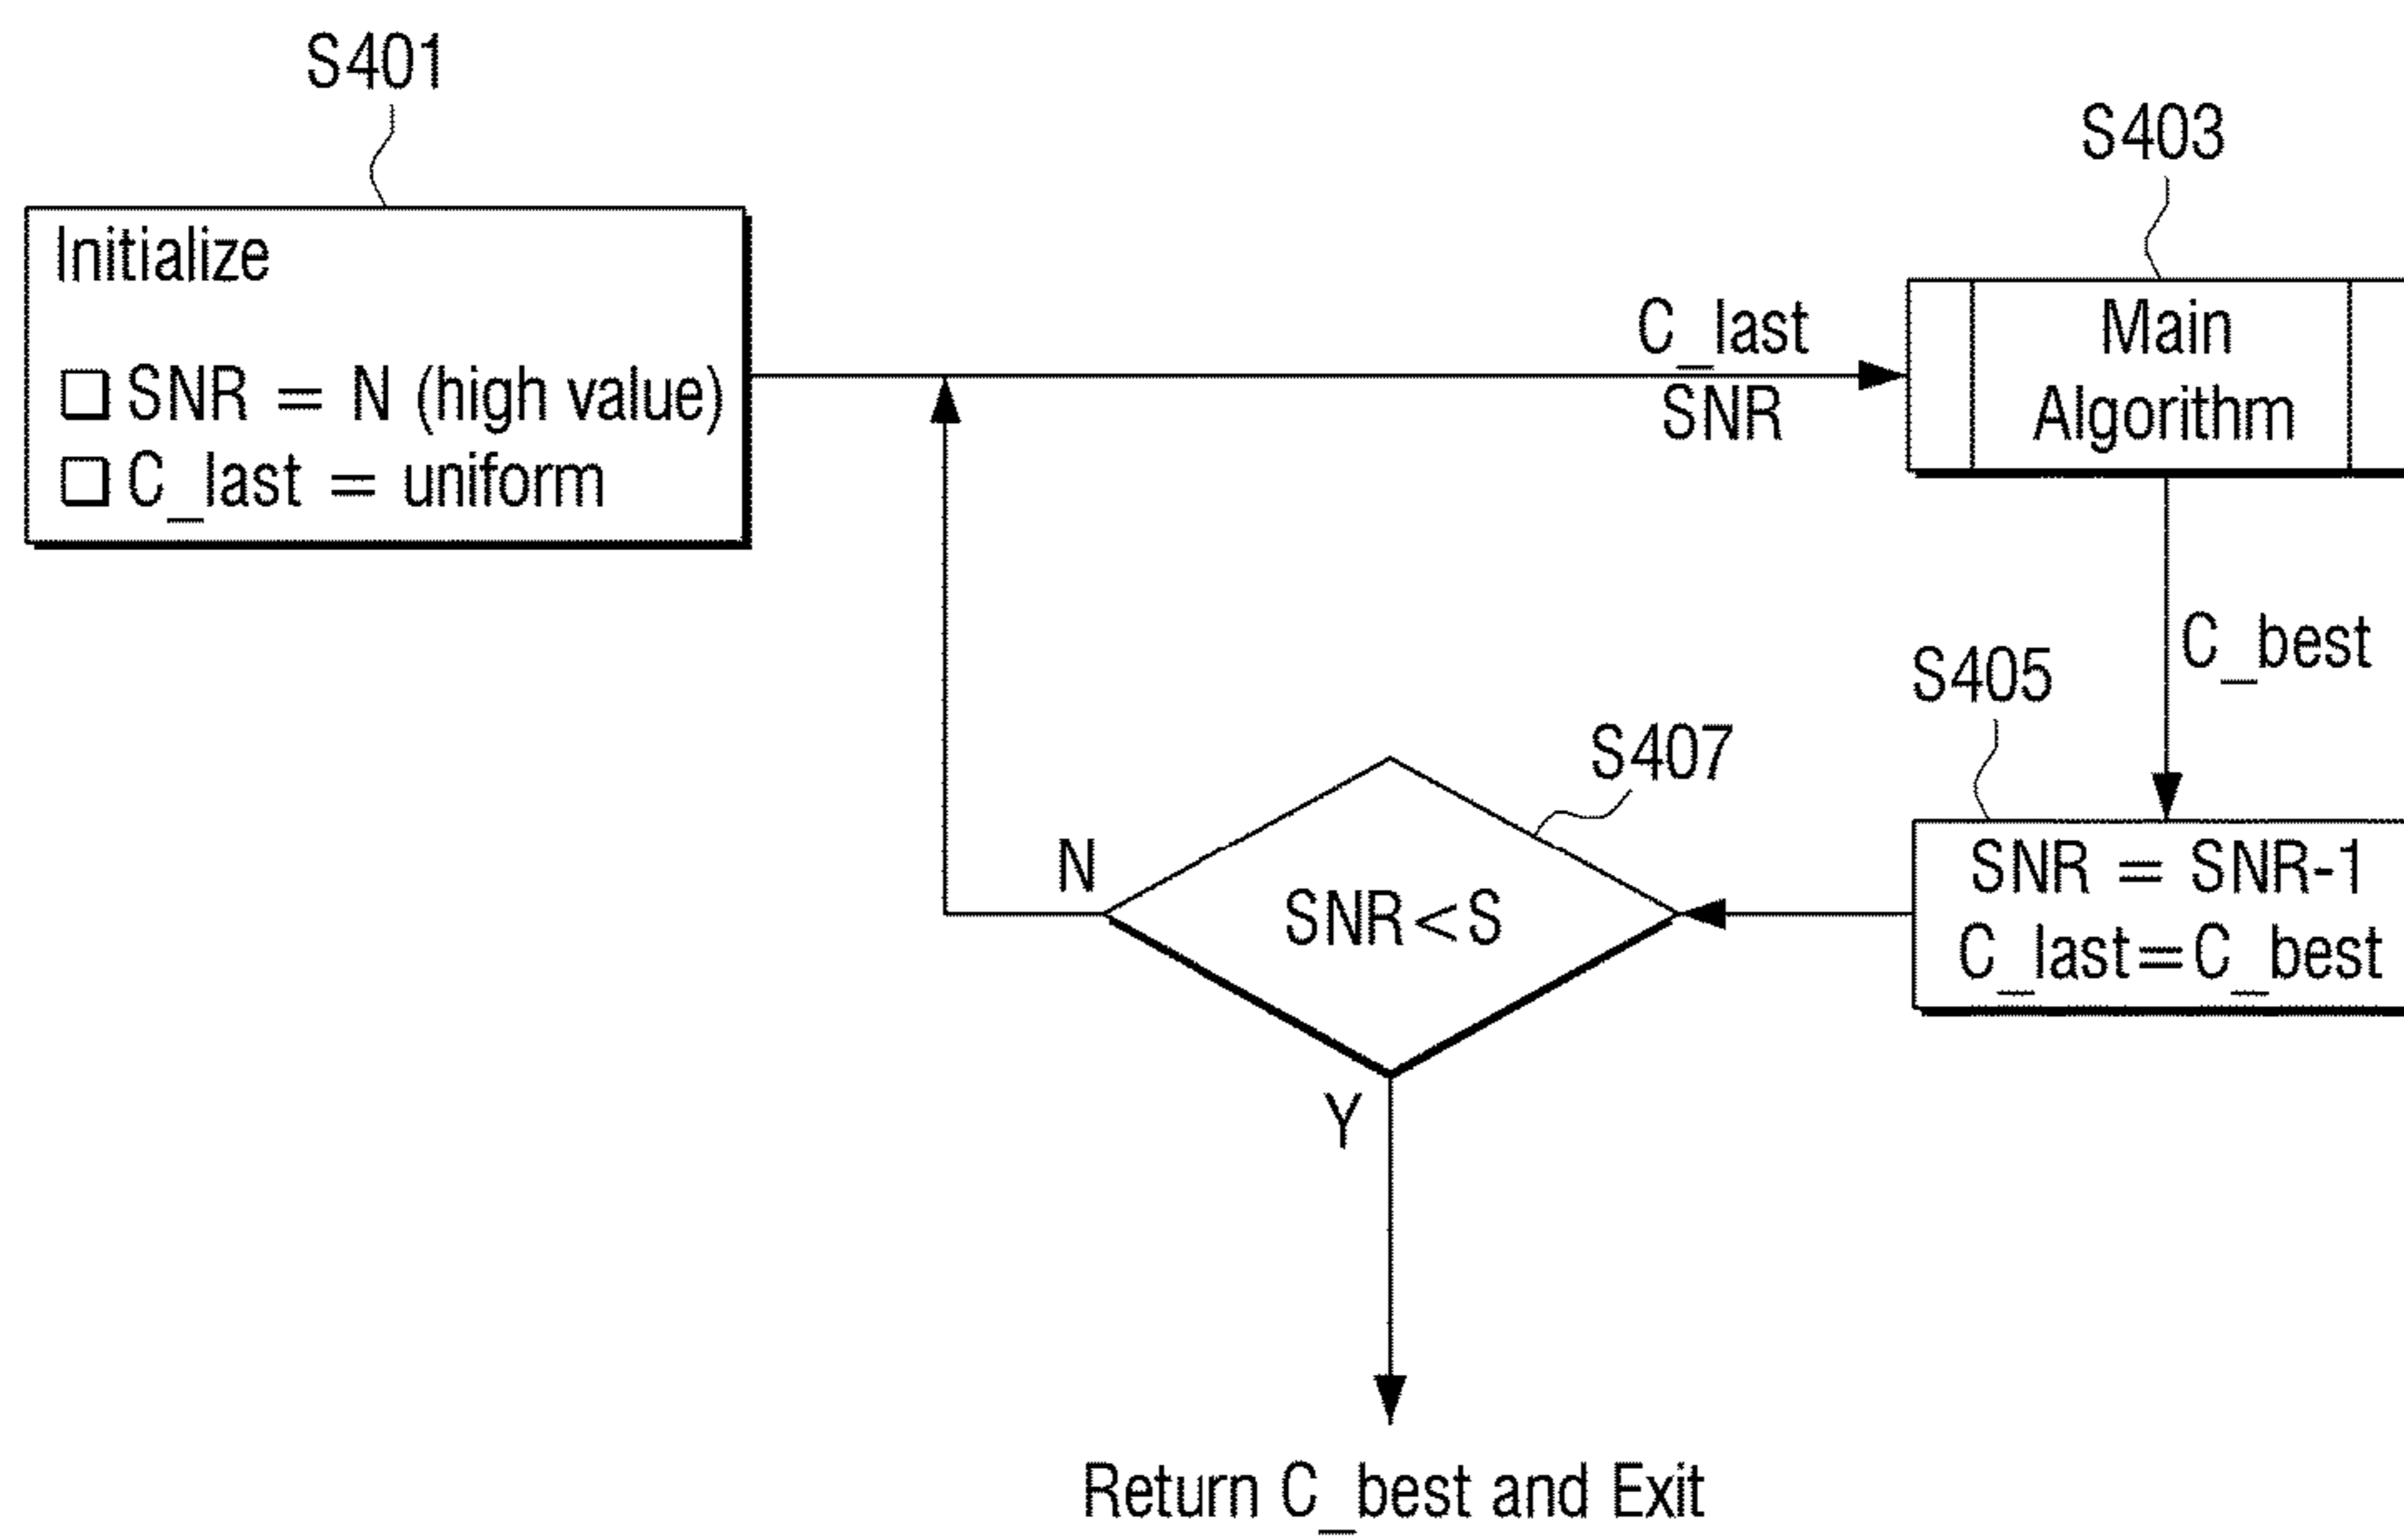 S401
Initialize
SNR = N (high value)
C_last = uniform
S403
C_last
SNR
Main
Algorithm
C_best
S405
SNR = SNR-1
C_last=C_best
S407
SNR<S
N
Y
Return C_best and Exit